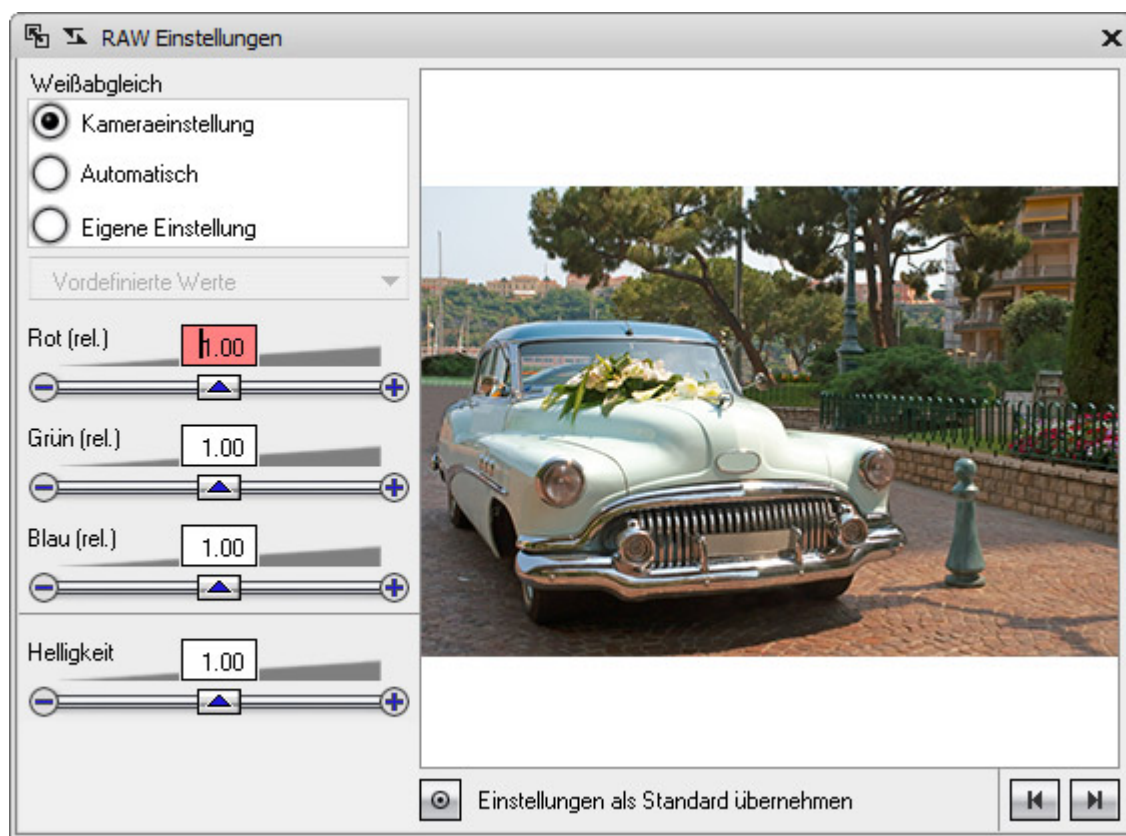 RAW Einstellungen
Weißabgleich
Kameraeinstellung
Automatisch
Eigene Einstellung
Vordefinierte Werte
Rot (rel.)
1.00
Grün (rel.)
1.00
Blau (rel.)
1.00
Helligkeit
1.00
Einstellungen als Standard übernehmen